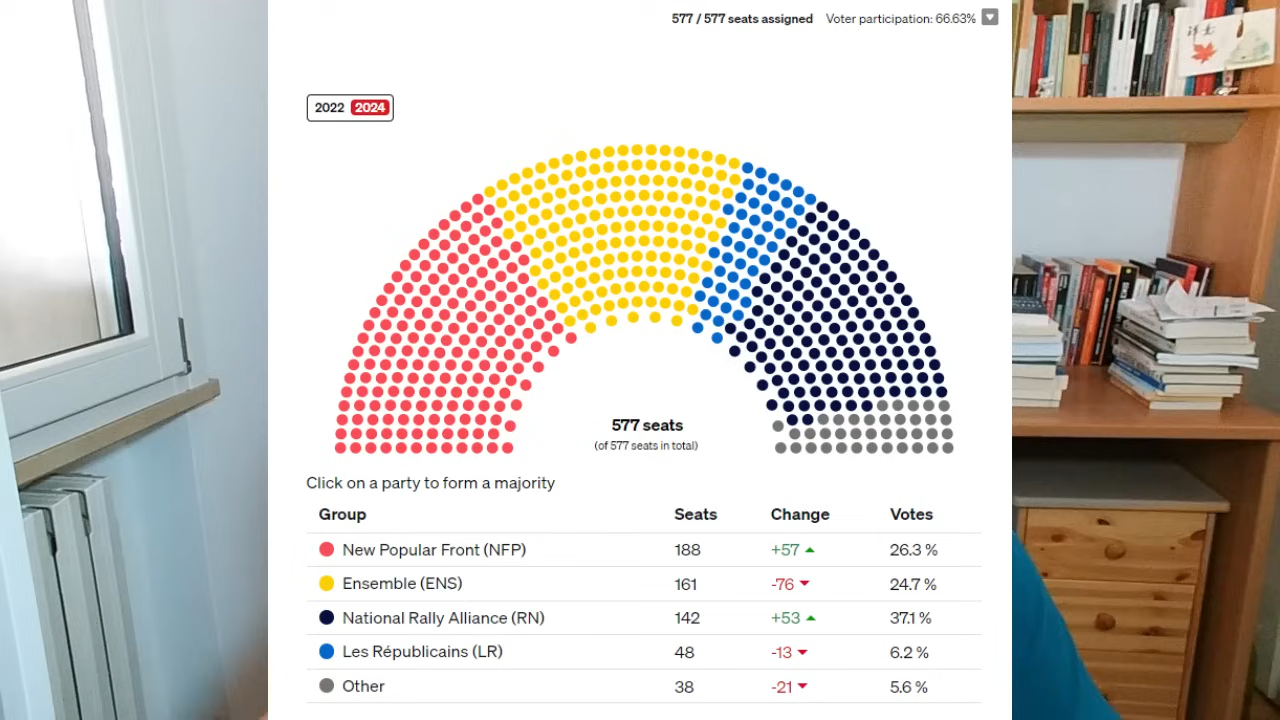 577 / 577 seats assigned Voter participation: 66.63%
2022 2024
577 seats
(of 577 seats in total)
Click on a party to form a majority
Group Seats Change Votes
New Popular Front (NFP) 188 +57 26.3 %
Ensemble (ENS) 161 -76 24.7 %
National Rally Alliance (RN) 142 +53 37.1 %
Les Républicains (LR) 48 -13 6.2 %
Other 38 -21 5.6 %